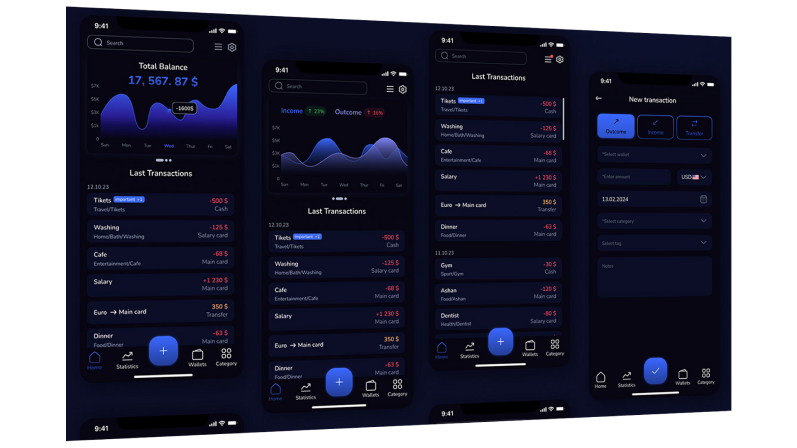 9:41
Search
Total Balance
17, 567. 87 $
$7K
$5K
$3K
$1K
0
-1600$
Sun Mon Tue Wed Thu Fri Sat
Last Transactions
12.10.23
Tikets Important +1 -500 $
Travel/Tikets Cash
Washing -125 $
Home/Bath/Washing Salary card
Cafe -68 $
Entertainment/Cafe Main card
Salary +1 230 $
Main card
Euro → Main card 350 $
Transfer
Dinner -63 $
Food/Dinner Main card
Home Statistics + Wallets Category
9:41
9:41
Search
Income ↑ 23% Outcome ↑ 16%
$7K
$5K
$3K
$1K
0
Sun Mon Tue Wed Thu Fri Sat
Last Transactions
Tikets Important +1 -500 $
Travel/Tikets Cash
Washing -125 $
Home/Bath/Washing Salary card
Cafe -68 $
Entertainment/Cafe Main card
Salary +1 230 $
Main card
Euro → Main card 350 $
Transfer
Dinner -63 $
Food/Dinner Main card
Home Statistics + Wallets Category
9:41
Search
Last Transactions
12.10.23
Tikets Important +1 -500 $
Travel/Tikets Cash
Washing -125 $
Home/Bath/Washing Salary card
Cafe -68 $
Entertainment/Cafe Main card
Salary +1 230 $
Main card
Euro → Main card 350 $
Transfer
Dinner -63 $
Food/Dinner Main card
11.10.23
Gym -30 $
Sport/Gym Cash
Ashan -120 $
Food/Ashan Main card
Dentist -80 $
Health/Dentist Salary card
Home Statistics + Wallets Category
9:41
9:41
New transaction
Outcome Income Transfer
*Select wallet
*Enter amount USD
13.02.2024
*Select category
Select tag
Notes
Home Statistics Wallets Category